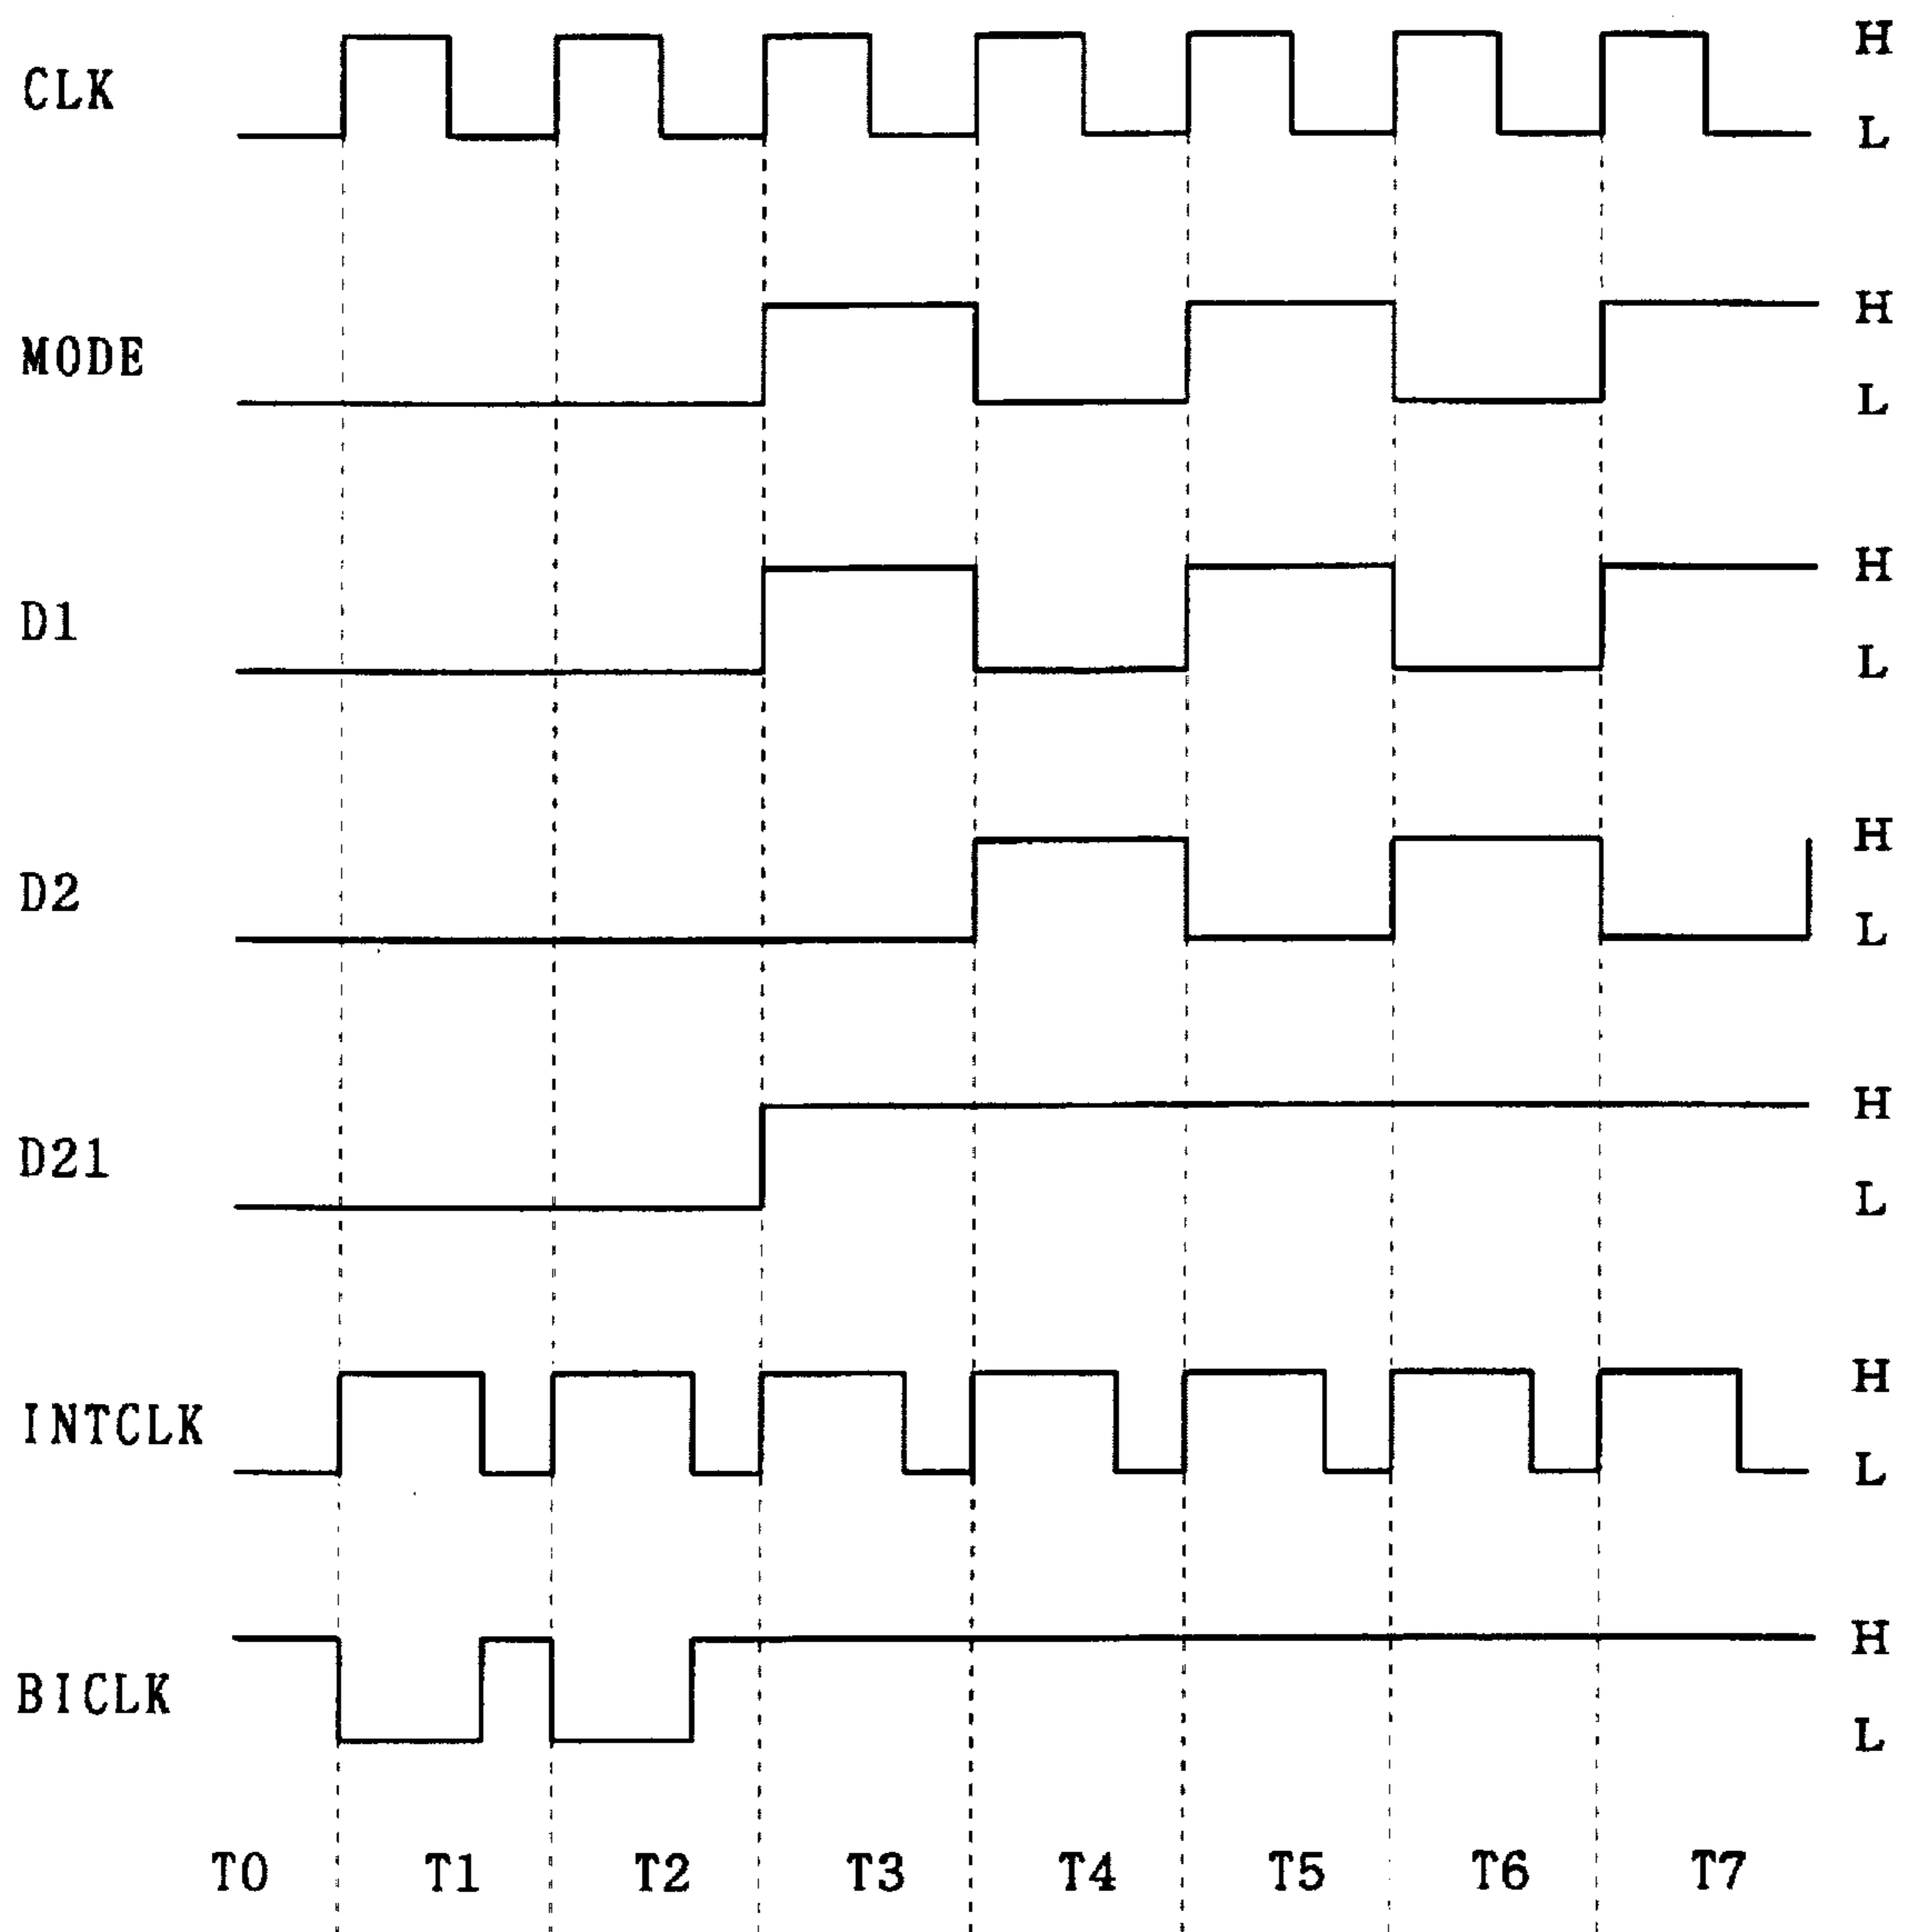 H
CLK
L
H
MODE
L
H
D1
L
H
D2
L
H
D21
L
H
INTCLK
L
H
BICLK
L
T0 T1 T2 T3 T4 T5 T6 T7